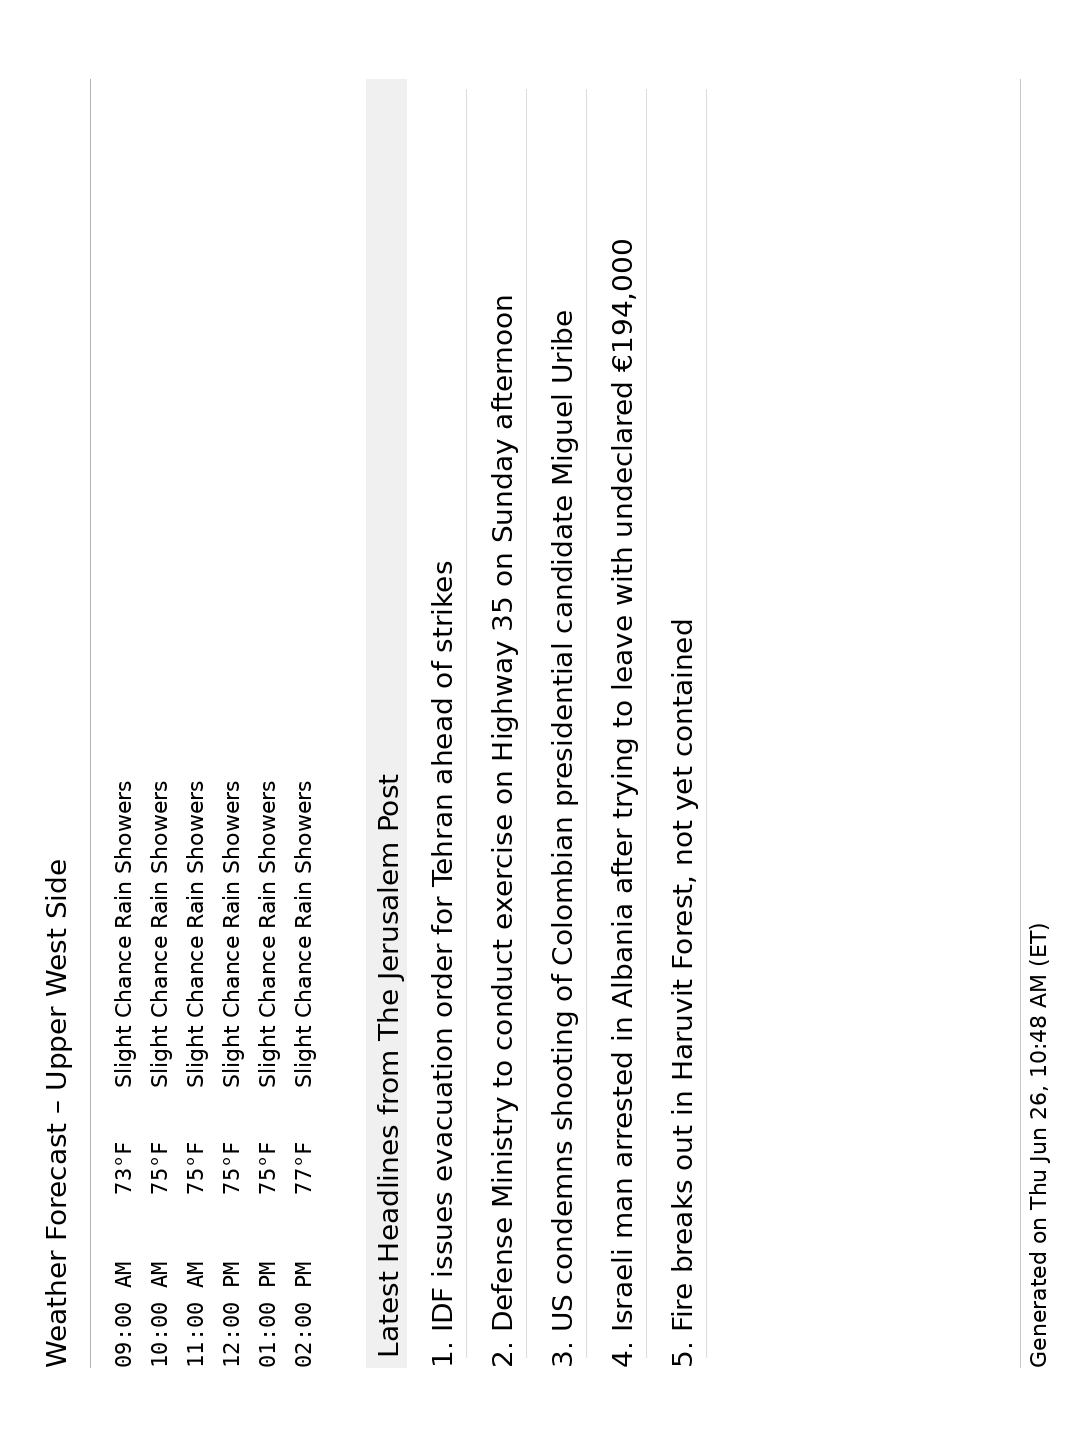 Weather Forecast – Upper West Side
09:00 AM 73°F Slight Chance Rain Showers
10:00 AM 75°F Slight Chance Rain Showers
11:00 AM 75°F Slight Chance Rain Showers
12:00 PM 75°F Slight Chance Rain Showers
01:00 PM 75°F Slight Chance Rain Showers
02:00 PM 77°F Slight Chance Rain Showers
Latest Headlines from The Jerusalem Post
1. IDF issues evacuation order for Tehran ahead of strikes
2. Defense Ministry to conduct exercise on Highway 35 on Sunday afternoon
3. US condemns shooting of Colombian presidential candidate Miguel Uribe
4. Israeli man arrested in Albania after trying to leave with undeclared €194,000
5. Fire breaks out in Haruvit Forest, not yet contained
Generated on Thu Jun 26, 10:48 AM (ET)